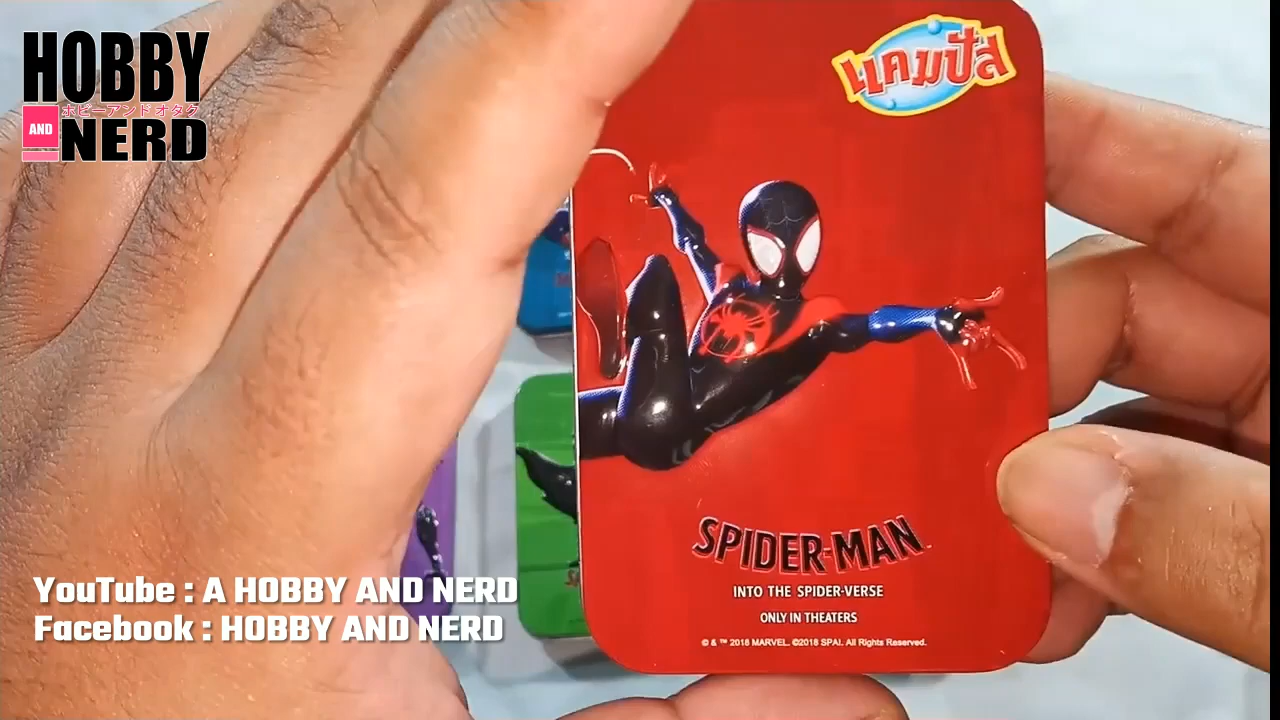 HOBBY
ホビーアンドオタク
AND NERD
แคมปัส
SPIDER-MAN
INTO THE SPIDER-VERSE
ONLY IN THEATERS
© & ™ 2018 MARVEL. ©2018 SPAI. All Rights Reserved.
YouTube : A HOBBY AND NERD
Facebook : HOBBY AND NERD